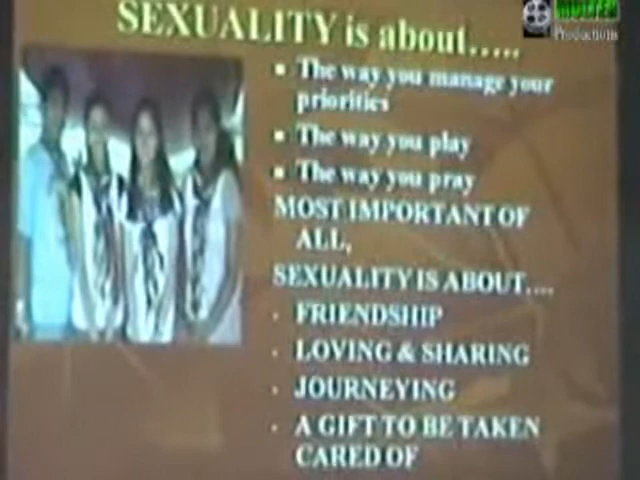 SEXUALITY is about…..
The way you manage your
priorities
The way you play
The way you pray
MOST IMPORTANT OF
ALL,
SEXUALITY IS ABOUT….
FRIENDSHIP
LOVING & SHARING
JOURNEYING
A GIFT TO BE TAKEN
CARED OF
Productions